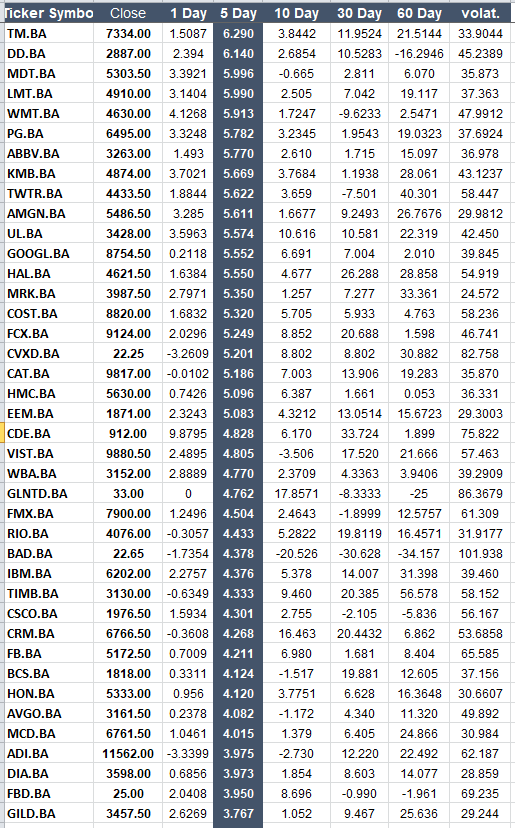 Ticker Symbo Close 1 Day 5 Day 10 Day 30 Day 60 Day volat.
TM.BA 7334.00 1.5087 6.290 3.8442 11.9524 21.5144 33.9044
DD.BA 2887.00 2.394 6.140 2.6854 10.5283 -16.2946 45.2389
MDT.BA 5303.50 3.3921 5.996 -0.665 2.811 6.070 35.873
LMT.BA 4910.00 3.1404 5.990 2.505 7.042 19.117 37.363
WMT.BA 4630.00 4.1268 5.913 1.7247 -9.6233 2.5471 47.9912
PG.BA 6495.00 3.3248 5.782 3.2345 1.9543 19.0323 37.6924
ABBV.BA 3263.00 1.493 5.770 2.610 1.715 15.097 36.978
KMB.BA 4874.00 3.7021 5.669 3.7684 1.1938 28.061 43.1237
TWTR.BA 4433.50 1.8844 5.622 3.659 -7.501 40.301 58.447
AMGN.BA 5486.50 3.285 5.611 1.6677 9.2493 26.7676 29.9812
UL.BA 3428.00 3.5963 5.574 10.616 10.581 22.319 42.450
GOOGL.BA 8754.50 0.2118 5.552 6.691 7.004 2.010 39.845
HAL.BA 4621.50 1.6384 5.550 4.677 26.288 28.858 54.919
MRK.BA 3987.50 2.7971 5.350 1.257 7.277 33.361 24.572
COST.BA 8820.00 1.6832 5.320 5.705 5.933 4.763 58.236
FCX.BA 9124.00 2.0296 5.249 8.852 20.688 1.598 46.741
CVXD.BA 22.25 -3.2609 5.201 8.802 8.802 30.882 82.758
CAT.BA 9817.00 -0.0102 5.186 7.003 13.906 19.283 35.870
HMC.BA 5630.00 0.7426 5.096 6.387 1.661 0.053 36.331
EEM.BA 1871.00 2.3243 5.083 4.3212 13.0514 15.6723 29.3003
CDE.BA 912.00 9.8795 4.828 6.170 33.724 1.899 75.822
VIST.BA 9880.50 2.4895 4.805 -3.506 17.520 21.666 57.463
WBA.BA 3152.00 2.8889 4.770 2.3709 4.3363 3.9406 39.2909
GLNTD.BA 33.00 0 4.762 17.8571 -8.3333 -25 86.3679
FMX.BA 7900.00 1.2496 4.504 2.4643 -1.8999 12.5757 61.309
RIO.BA 4076.00 -0.3057 4.433 5.2822 19.8119 16.4571 31.9177
BAD.BA 22.65 -1.7354 4.378 -20.526 -30.628 -34.157 101.938
IBM.BA 6202.00 2.2757 4.376 5.378 14.007 31.398 39.460
TIMB.BA 3130.00 -0.6349 4.333 9.460 20.385 56.578 58.152
CSCO.BA 1976.50 1.5934 4.301 2.755 -2.105 -5.836 56.167
CRM.BA 6766.50 -0.3608 4.268 16.463 20.4432 6.862 53.6858
FB.BA 5172.50 0.7009 4.211 6.980 1.681 8.404 65.585
BCS.BA 1818.00 0.3311 4.124 -1.517 19.881 12.605 37.156
HON.BA 5333.00 0.956 4.120 3.7751 6.628 16.3648 30.6607
AVGO.BA 3161.50 0.2378 4.082 -1.172 4.340 11.320 49.892
MCD.BA 6761.50 1.0461 4.015 1.379 6.405 24.866 30.984
ADI.BA 11562.00 -3.3399 3.975 -2.730 12.220 22.492 62.187
DIA.BA 3598.00 0.6856 3.973 1.854 8.603 14.077 28.859
FBD.BA 25.00 2.0408 3.950 8.696 -0.990 -1.961 69.235
GILD.BA 3457.50 2.6269 3.767 1.052 9.467 25.636 29.244